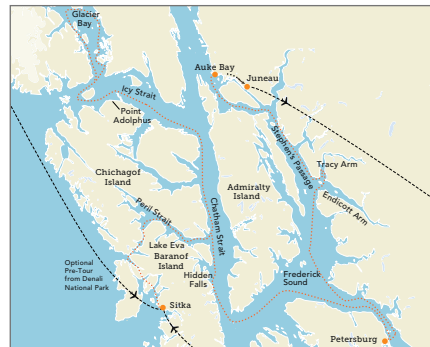 Glacier
Bay
Auke Bay
Juneau
Icy Strait
Point
Adolphus
Stephen's Passage
Tracy Arm
Chichagof
Island
Admiralty
Island
Endicott Arm
Peril Strait
Chatham Strait
Lake Eva
Baranof
Island
Optional
Pre-Tour
from Denali
National Park
Hidden
Falls
Frederick
Sound
Sitka
Petersburg